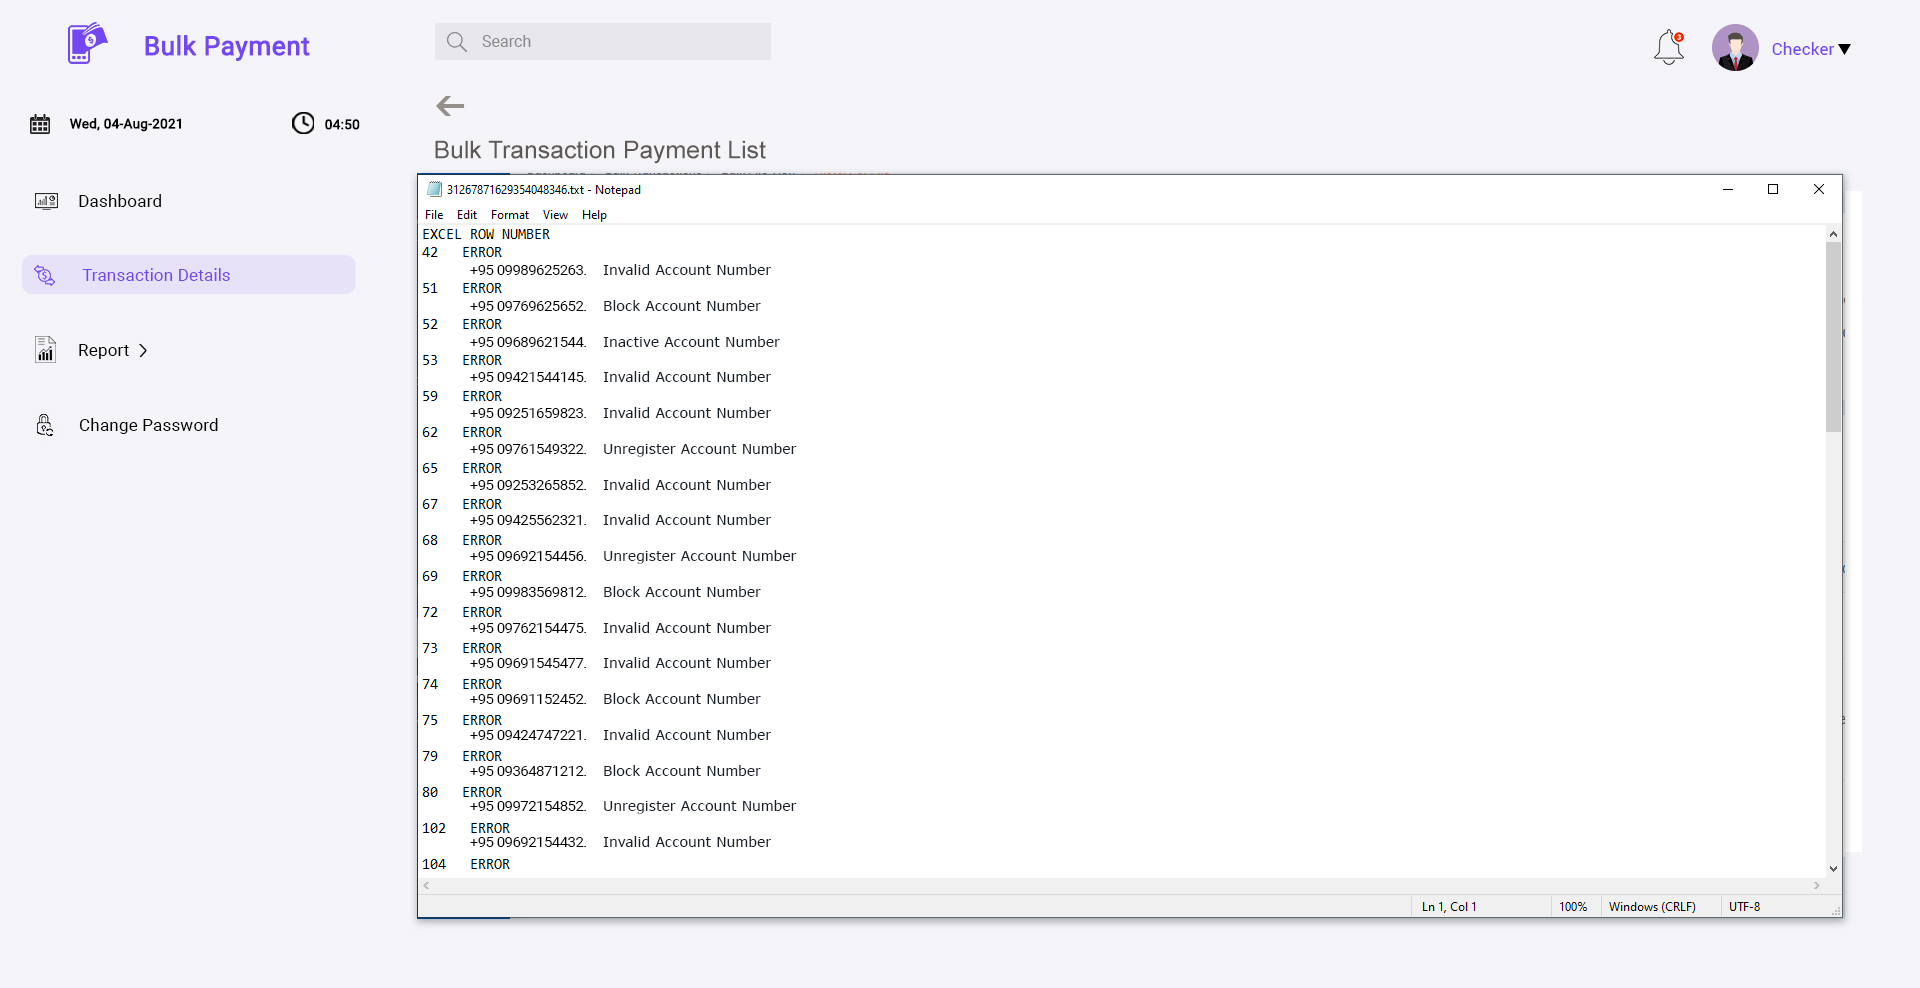 Bulk Payment
Search
3
Checker
Wed, 04-Aug-2021
04:50
Dashboard
Transaction Details
Report
Change Password
Bulk Transaction Payment List
31267871629354048346.txt - Notepad
File Edit Format View Help
EXCEL ROW NUMBER
42 ERROR
+95 09989625263. Invalid Account Number
51 ERROR
+95 09769625652. Block Account Number
52 ERROR
+95 09689621544. Inactive Account Number
53 ERROR
+95 09421544145. Invalid Account Number
59 ERROR
+95 09251659823. Invalid Account Number
62 ERROR
+95 09761549322. Unregister Account Number
65 ERROR
+95 09253265852. Invalid Account Number
67 ERROR
+95 09425562321. Invalid Account Number
68 ERROR
+95 09692154456. Unregister Account Number
69 ERROR
+95 09983569812. Block Account Number
72 ERROR
+95 09762154475. Invalid Account Number
73 ERROR
+95 09691545477. Invalid Account Number
74 ERROR
+95 09691152452. Block Account Number
75 ERROR
+95 09424747221. Invalid Account Number
79 ERROR
+95 09364871212. Block Account Number
80 ERROR
+95 09972154852. Unregister Account Number
102 ERROR
+95 09692154432. Invalid Account Number
104 ERROR
Ln 1, Col 1 100% Windows (CRLF) UTF-8